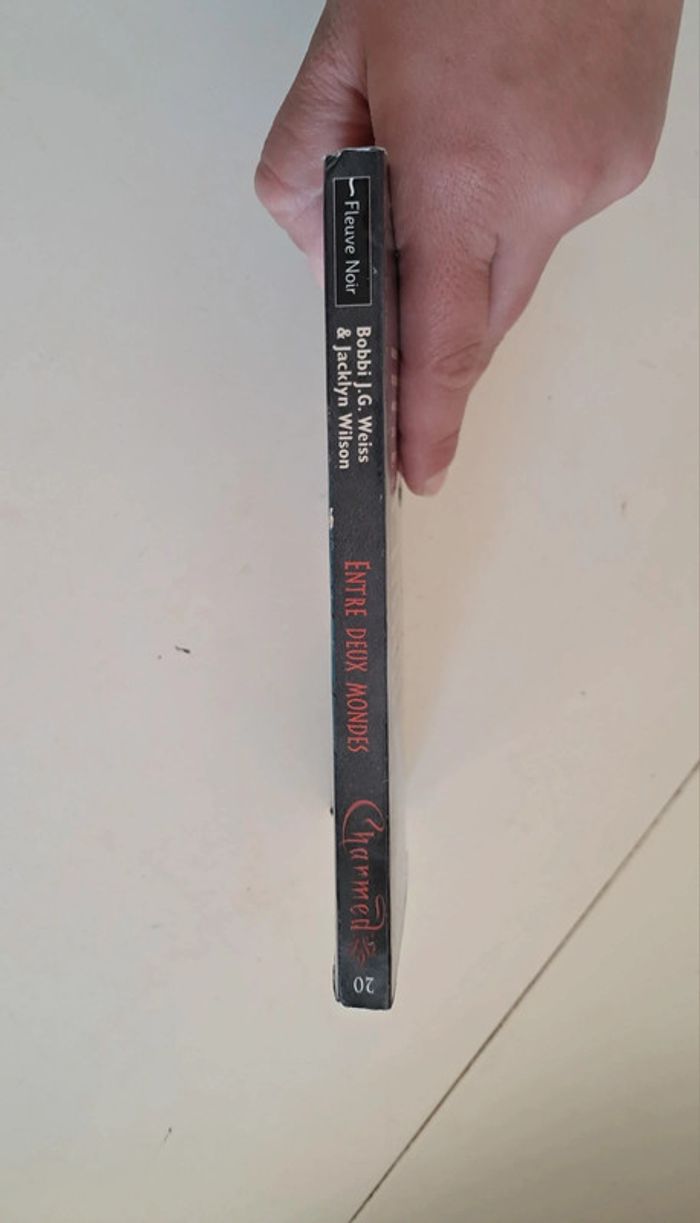 Fleuve Noir
Bobbi J.G. Weiss
& Jacklyn Wilson
ENTRE DEUX MONDES
Charmed
20